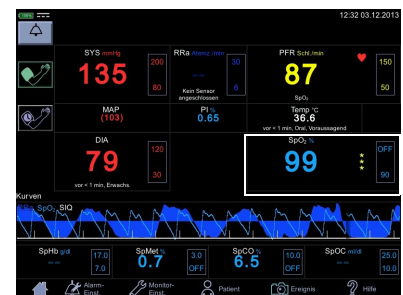 100% 12:32 03.12.2013
SYS mmHg
135
200
80
RRa Atemz./min
--
30
6
Kein Sensor
angeschlossen
PFR Schl./min
87
150
50
SpO₂
MAP
(103)
PI %
0.65
Temp °C
36.6
vor < 1 min, Oral, Voraussagend
DIA
79
120
30
vor < 1 min, Erwachs.
SpO₂ %
99
OFF
90
Kurven
SpO₂ SIQ
SpHb g/dl
--
17.0
7.0
SpMet %
0.7
3.0
OFF
SpCO %
6.5
10.0
OFF
SpOC ml/dl
--
25.0
10.0
Alarm-
Einst.
Monitor-
Einst.
Patient
Ereignis
Hilfe